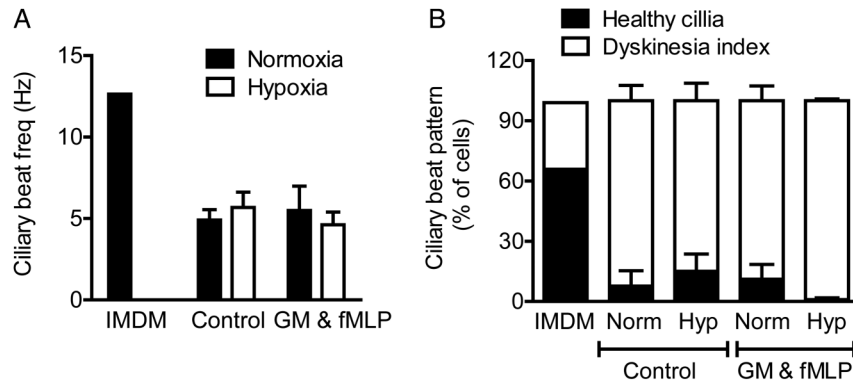 A
Ciliary beat freq (Hz)
15
10
5
0
Normoxia
Hypoxia
IMDM
Control
GM & fMLP
B
Healthy cillia
Dyskinesia index
Ciliary beat pattern
(% of cells)
120
90
60
30
0
IMDM
Norm
Hyp
Norm
Hyp
Control
GM & fMLP